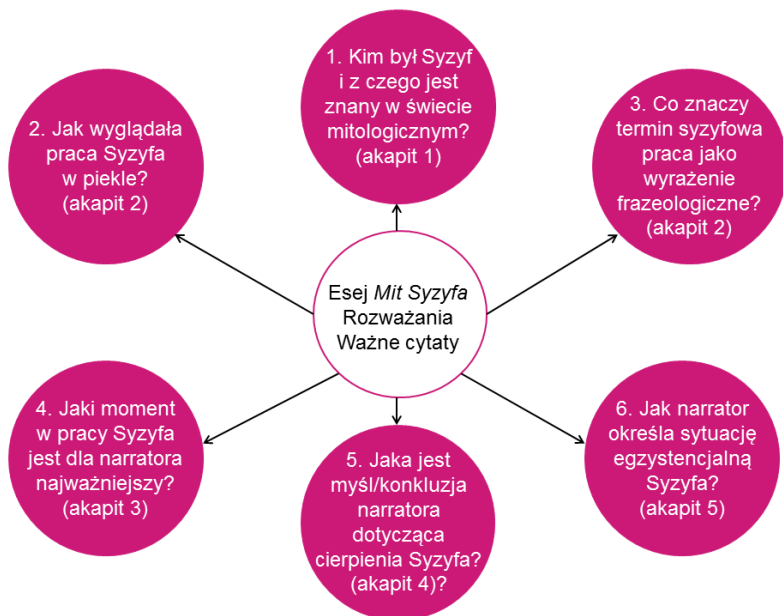 1. Kim był Syzyf
i z czego jest
znany w świecie
mitologicznym?
(akapit 1)
2. Jak wyglądała
praca Syzyfa
w piekle?
(akapit 2)
3. Co znaczy
termin syzyfowa
praca jako
wyrażenie
frazeologiczne?
(akapit 2)
Esej Mit Syzyfa
Rozważania
Ważne cytaty
4. Jaki moment
w pracy Syzyfa
jest dla narratora
najważniejszy?
(akapit 3)
5. Jaka jest
myśl/konkluzja
narratora
dotycząca
cierpienia Syzyfa?
(akapit 4)?
6. Jak narrator
określa sytuację
egzystencjalną
Syzyfa?
(akapit 5)